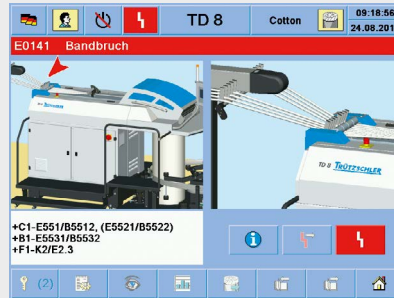 TD 8 Cotton 09:18:56
24.08.201
E0141 Bandbruch
TRÜTZSCHLER
TD 8 TRÜTZSCHLER
+C1-E551/B5512, (E5521/B5522)
+B1-E5531/B5532
+F1-K2/E2.3
(2)